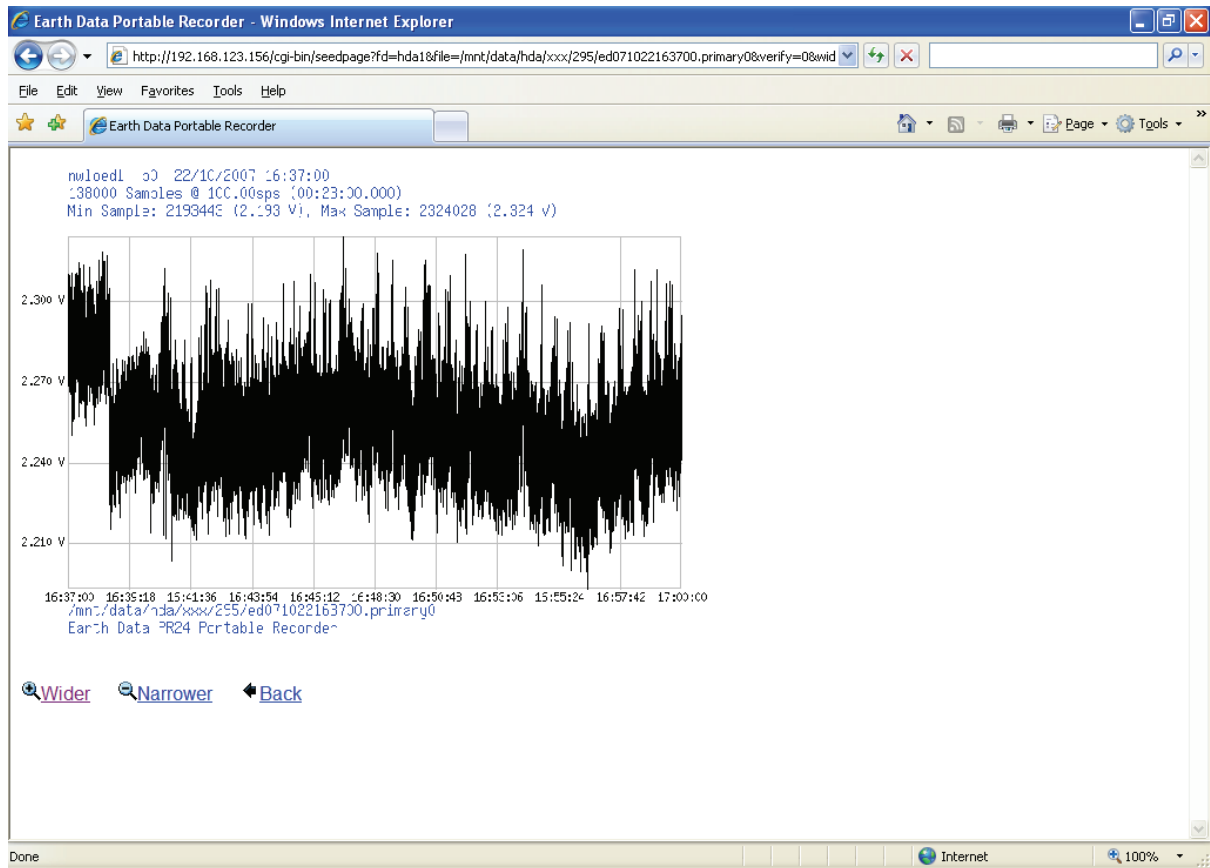 Earth Data Portable Recorder - Windows Internet Explorer
http://192.168.123.156/cgi-bin/seedpage?fd=hda1&file=/mnt/data/hda/xxx/295/ed071022163700.primary0&verify=0&wid
File Edit View Favorites Tools Help
Earth Data Portable Recorder
Page Tools
22/10/2007 16:37:00
138000 Samples @ 100.00sps (00:23:00.000)
Min Sample: 2193443 (2.193 V), Max Sample: 2324028 (2.324 V)
2.300 V
2.270 V
2.240 V
2.210 V
16:37:00 16:39:18 16:41:36 16:43:54 16:46:12 16:48:30 16:50:48 16:53:06 16:55:24 16:57:42 17:00:00
/mnt/data/hda/xxx/295/ed071022163700.primary0
Earth Data PR24 Portable Recorder
Wider Narrower Back
Done Internet 100%